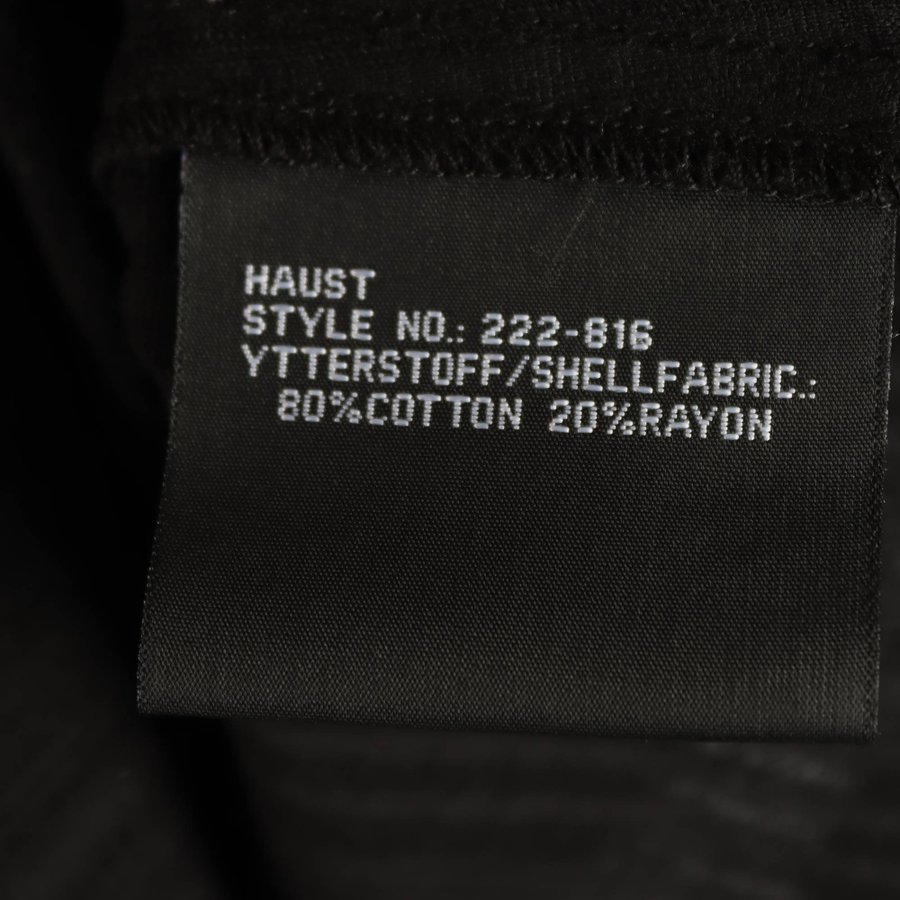 HAUST
STYLE NO.: 222-816
YTTERSTOFF/SHELLFABRIC.:
80%COTTON 20%RAYON